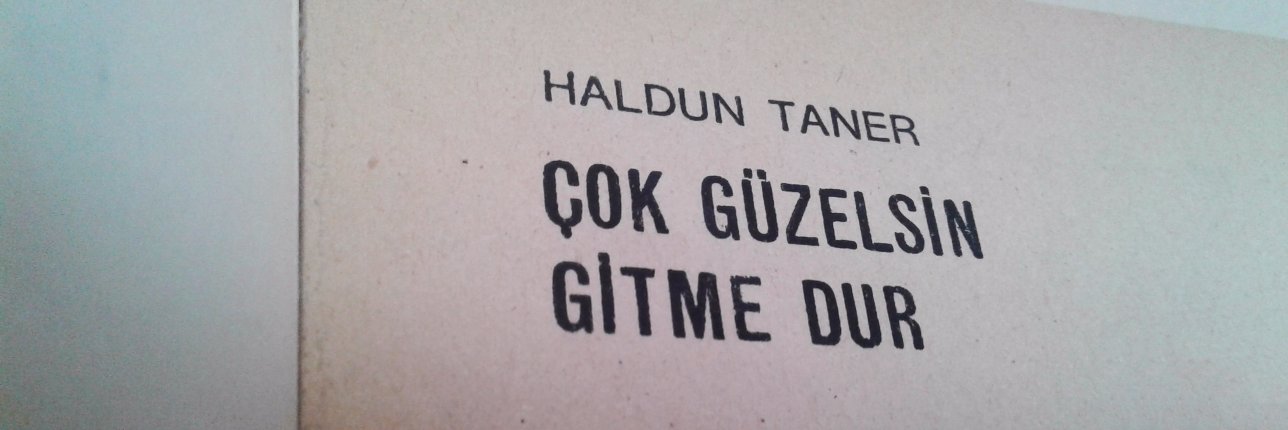 HALDUN TANER
ÇOK GÜZELSİN
GİTME DUR